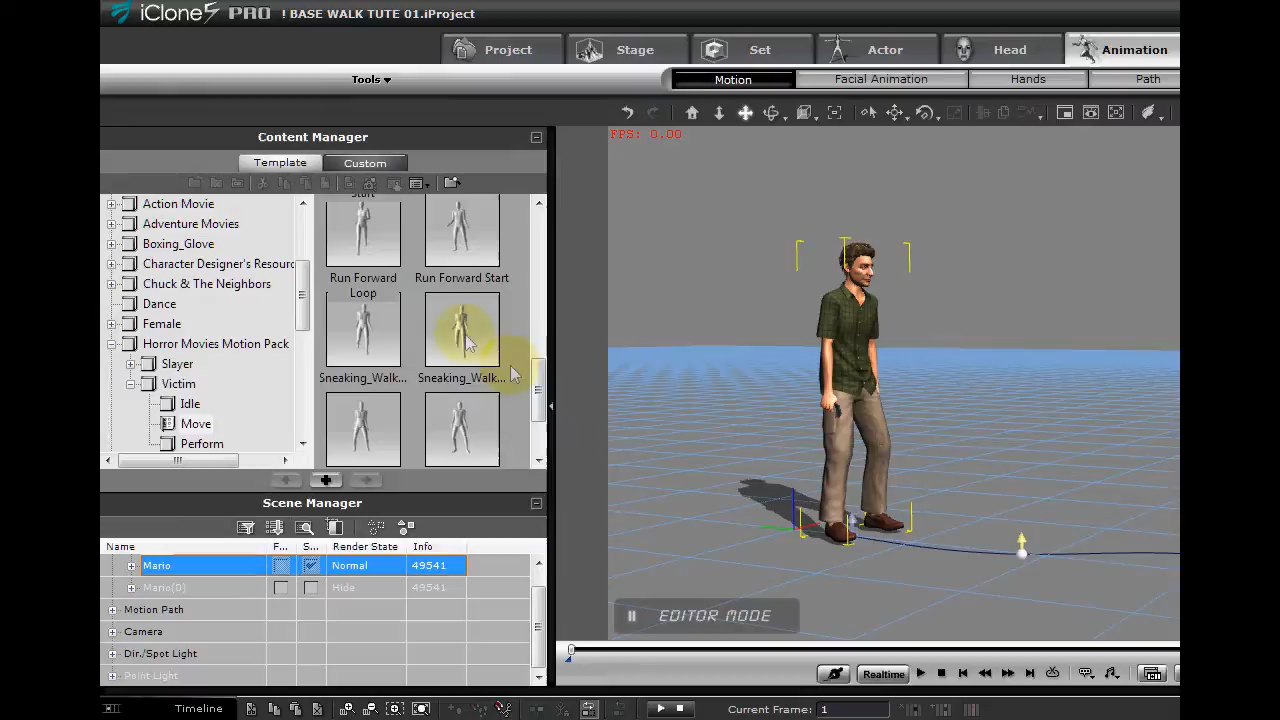 iClone5 PRO ! BASE WALK TUTE 01.iProject
Project Stage Set Actor Head Animation
Tools Motion Facial Animation Hands Path
Content Manager
FPS: 0.00
Template Custom
Start
Action Movie
Adventure Movies
Boxing_Glove
Character Designer's Resourc
Chuck & The Neighbors
Dance
Female
Horror Movies Motion Pack
Slayer
Victim
Idle
Move
Perform
Run Forward Loop
Run Forward Start
Sneaking_Walk...
Sneaking_Walk...
Scene Manager
Name F... S... Render State Info
Mario Normal 49541
Mario(0) Hide 49541
Motion Path
Camera
Dir./Spot Light
Point Light
EDITOR MODE
Realtime
Timeline
Current Frame: 1